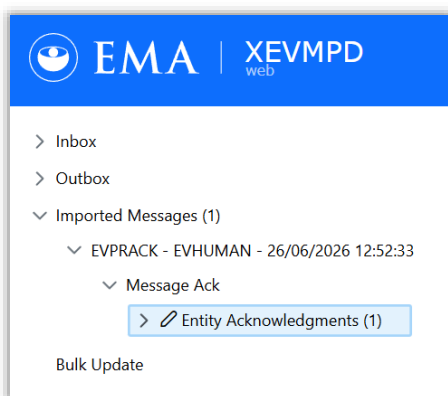 EMA | XEVMPD
web
Inbox
Outbox
Imported Messages (1)
EVPRACK - EVHUMAN - 26/06/2026 12:52:33
Message Ack
Entity Acknowledgments (1)
Bulk Update